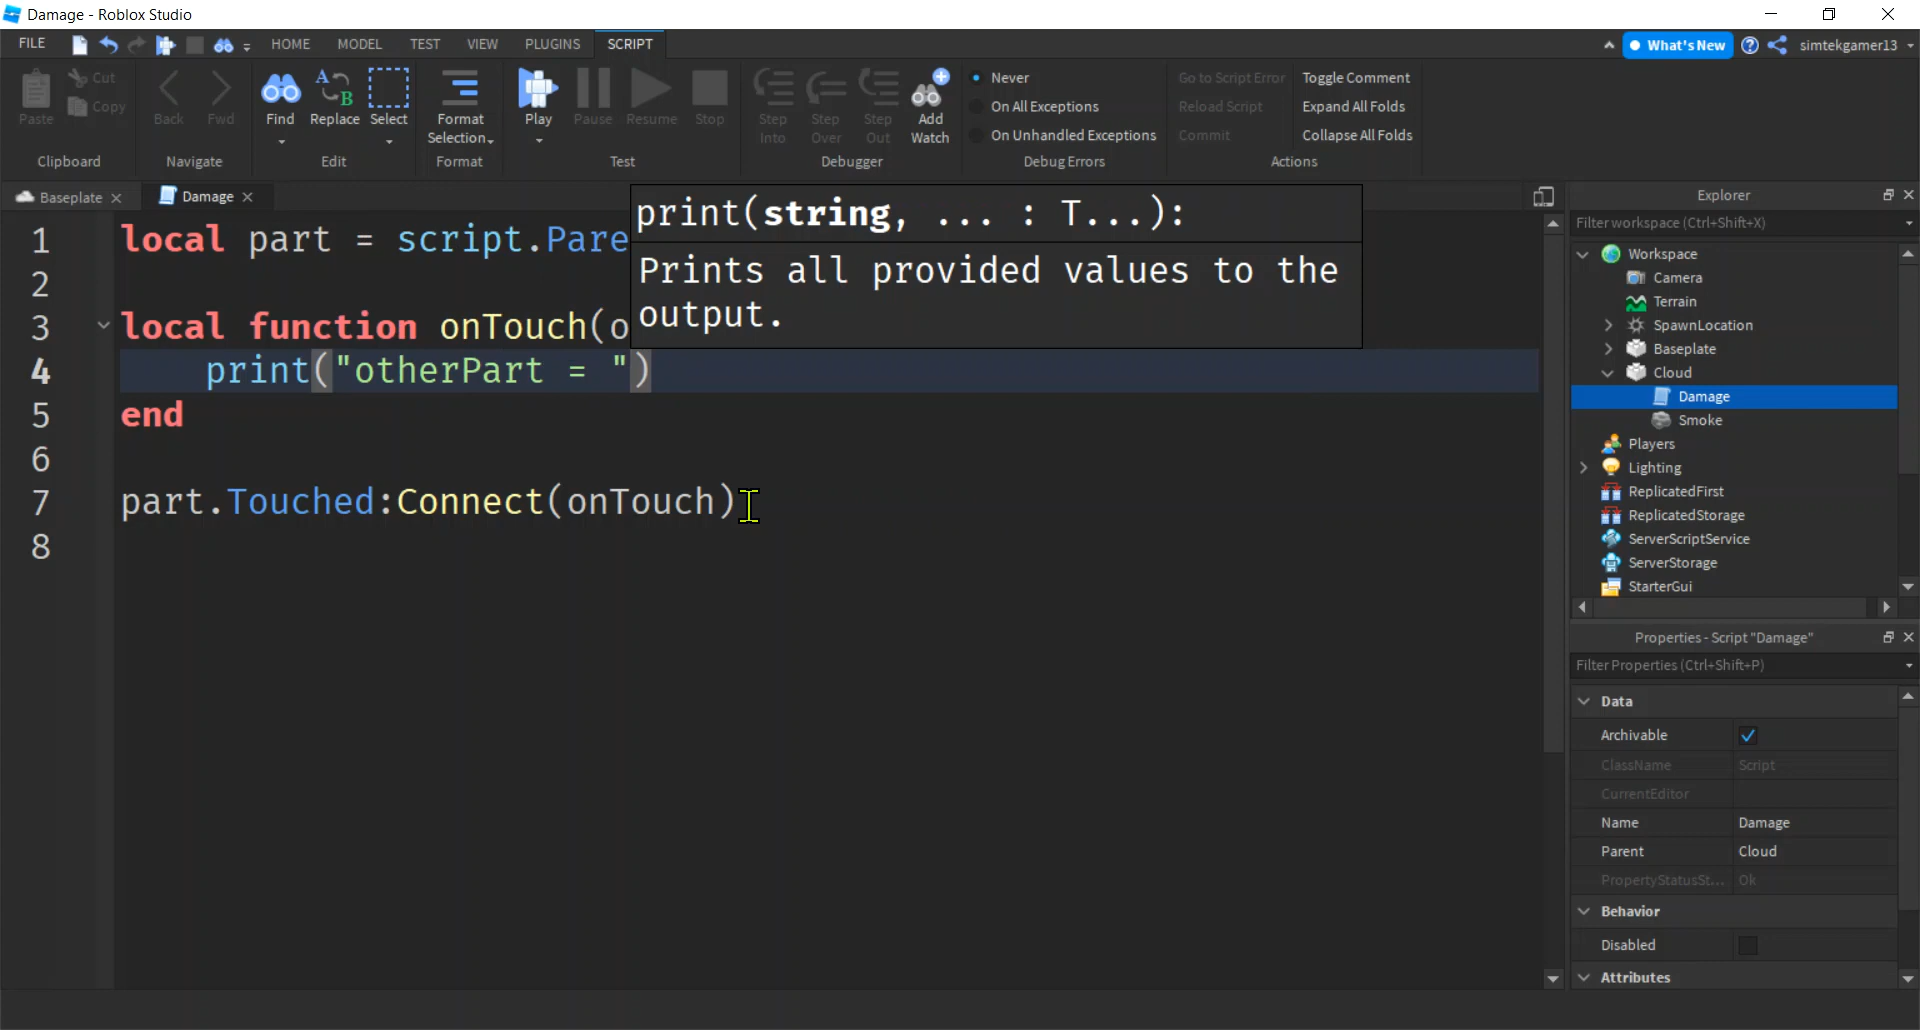 Damage - Roblox Studio
FILE HOME MODEL TEST VIEW PLUGINS SCRIPT What's New simtekgamer13
Paste Cut Copy
Clipboard
Back Fwd
Navigate
Find Replace Select
Edit
Format Selection
Format
Play Pause Resume Stop
Test
Step Into Step Over Step Out Add Watch
Debugger
Never
On All Exceptions
On Unhandled Exceptions
Debug Errors
Go to Script Error Toggle Comment
Reload Script Expand All Folds
Commit Collapse All Folds
Actions
Baseplate Damage
print(string, ... : T...):
Prints all provided values to the
output.
1 local part = script.Pare
2
3 local function onTouch(o
4 print("otherPart = ")
5 end
6
7 part.Touched:Connect(onTouch)
8
Explorer
Filter workspace (Ctrl+Shift+X)
Workspace
Camera
Terrain
SpawnLocation
Baseplate
Cloud
Damage
Smoke
Players
Lighting
ReplicatedFirst
ReplicatedStorage
ServerScriptService
ServerStorage
StarterGui
Properties - Script "Damage"
Filter Properties (Ctrl+Shift+P)
Data
Archivable
ClassName Script
CurrentEditor
Name Damage
Parent Cloud
PropertyStatusSt... Ok
Behavior
Disabled
Attributes